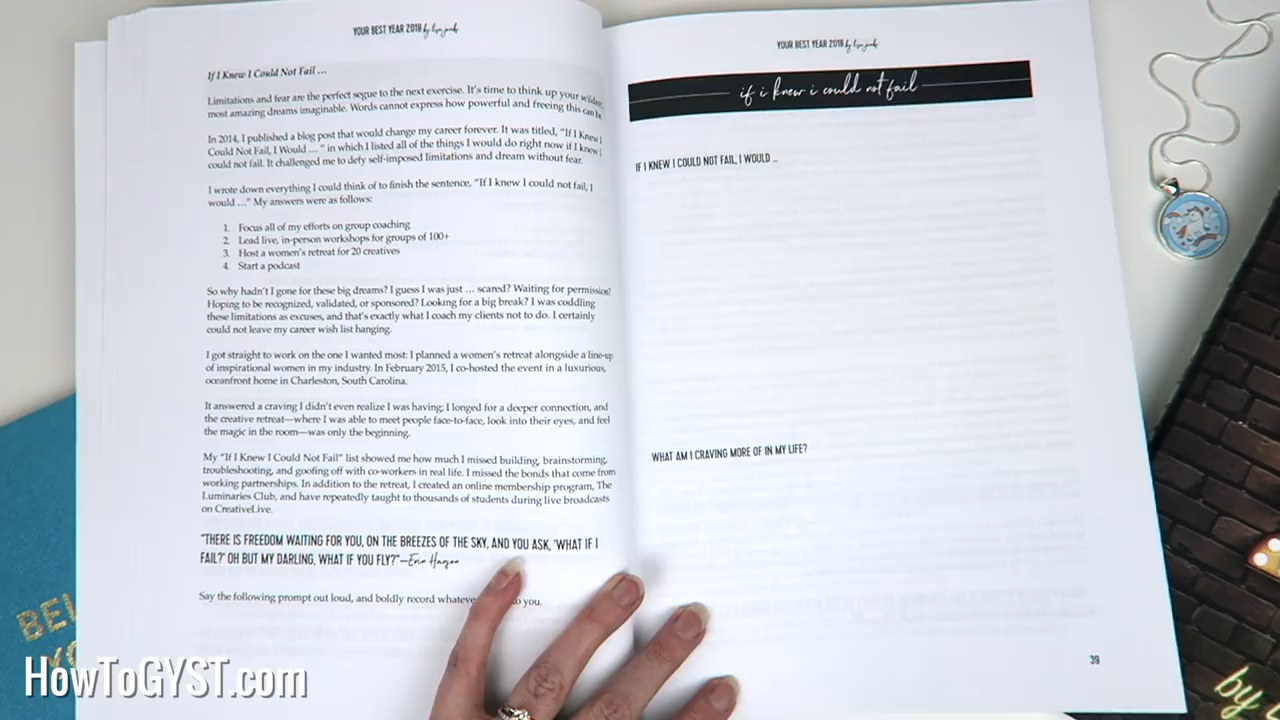 YOUR BEST YEAR 2018 by lisa jacobs
If I Knew I Could Not Fail ...
Limitations and fear are the perfect segue to the next exercise. It's time to think up your wildest,
most amazing dreams imaginable. Words cannot express how powerful and freeing this can be.
In 2014, I published a blog post that would change my career forever. It was titled, "If I Knew I
Could Not Fail, I Would ... " in which I listed all of the things I would do right now if I knew I
could not fail. It challenged me to defy self-imposed limitations and dream without fear.
I wrote down everything I could think of to finish the sentence, "If I knew I could not fail, I
would ..." My answers were as follows:
1. Focus all of my efforts on group coaching
2. Lead live, in-person workshops for groups of 100+
3. Host a women's retreat for 20 creatives
4. Start a podcast
So why hadn't I gone for these big dreams? I guess I was just ... scared? Waiting for permission?
Hoping to be recognized, validated, or sponsored? Looking for a big break? I was coddling
these limitations as excuses, and that's exactly what I coach my clients not to do. I certainly
could not leave my career wish list hanging.
I got straight to work on the one I wanted most: I planned a women's retreat alongside a line-up
of inspirational women in my industry. In February 2015, I co-hosted the event in a luxurious,
oceanfront home in Charleston, South Carolina.
It answered a craving I didn't even realize I was having; I longed for a deeper connection, and
the creative retreat—where I was able to meet people face-to-face, look into their eyes, and feel
the magic in the room—was only the beginning.
My "If I Knew I Could Not Fail" list showed me how much I missed building, brainstorming,
troubleshooting, and goofing off with co-workers in real life. I missed the bonds that come from
working partnerships. In addition to the retreat, I created an online membership program, The
Luminaries Club, and have repeatedly taught to thousands of students during live broadcasts
on CreativeLive.
"THERE IS FREEDOM WAITING FOR YOU, ON THE BREEZES OF THE SKY, AND YOU ASK, 'WHAT IF I
FAIL?' OH BUT MY DARLING, WHAT IF YOU FLY?"—Erin Hanson
Say the following prompt out loud, and boldly record whatever to you.
YOUR BEST YEAR 2018 by lisa jacobs
if i knew i could not fail
IF I KNEW I COULD NOT FAIL, I WOULD ...
WHAT AM I CRAVING MORE OF IN MY LIFE?
39
BEL
YO
HowToGYST.com
by